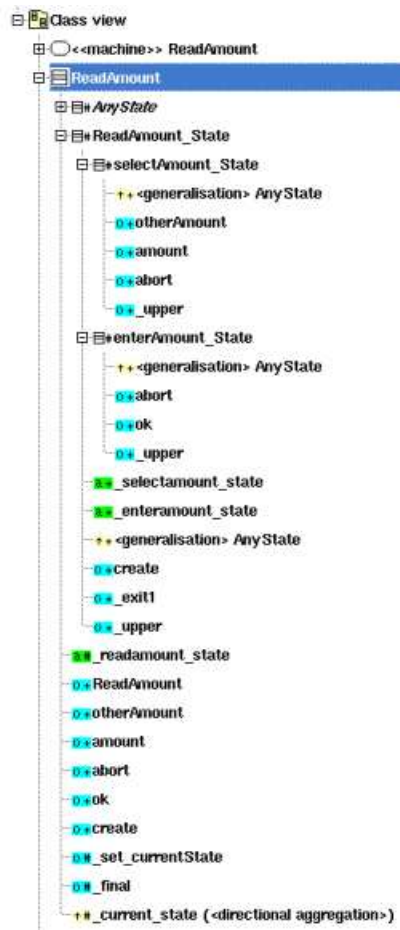 Class view
<<machine>> ReadAmount
ReadAmount
AnyState
ReadAmount_State
selectAmount_State
<generalisation> AnyState
otherAmount
amount
abort
_upper
enterAmount_State
<generalisation> AnyState
abort
ok
_upper
_selectamount_state
_enteramount_state
<generalisation> AnyState
create
_exit1
_upper
_readamount_state
ReadAmount
otherAmount
amount
abort
ok
create
_set_currentState
_final
_current_state (<directional aggregation>)